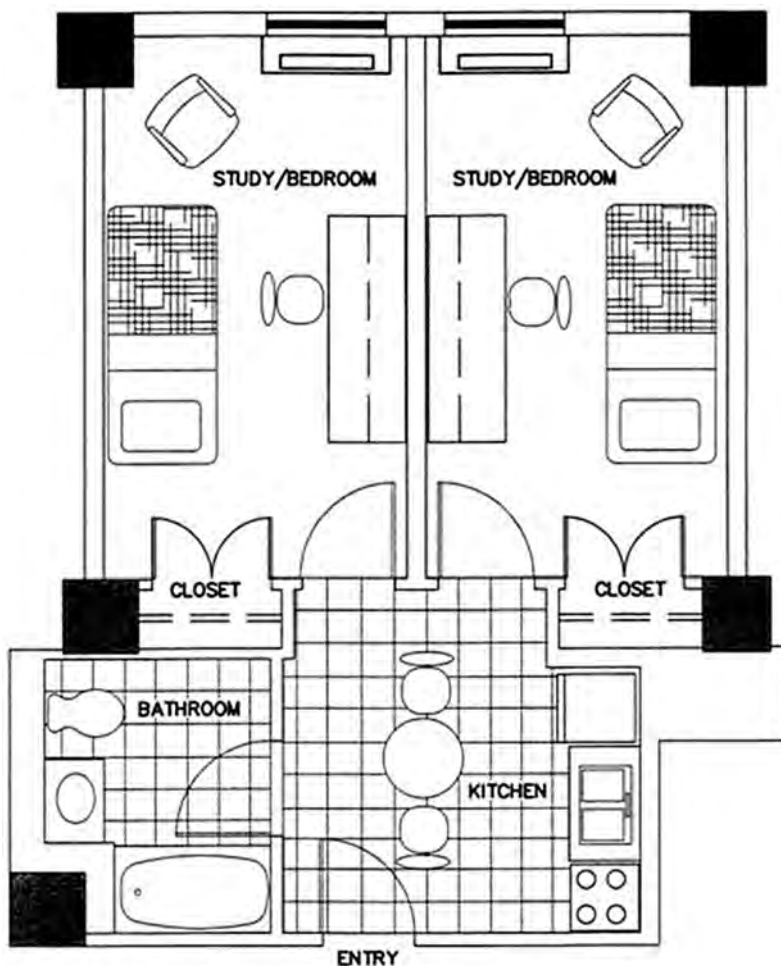 STUDY/BEDROOM
STUDY/BEDROOM
CLOSET
CLOSET
BATHROOM
KITCHEN
ENTRY